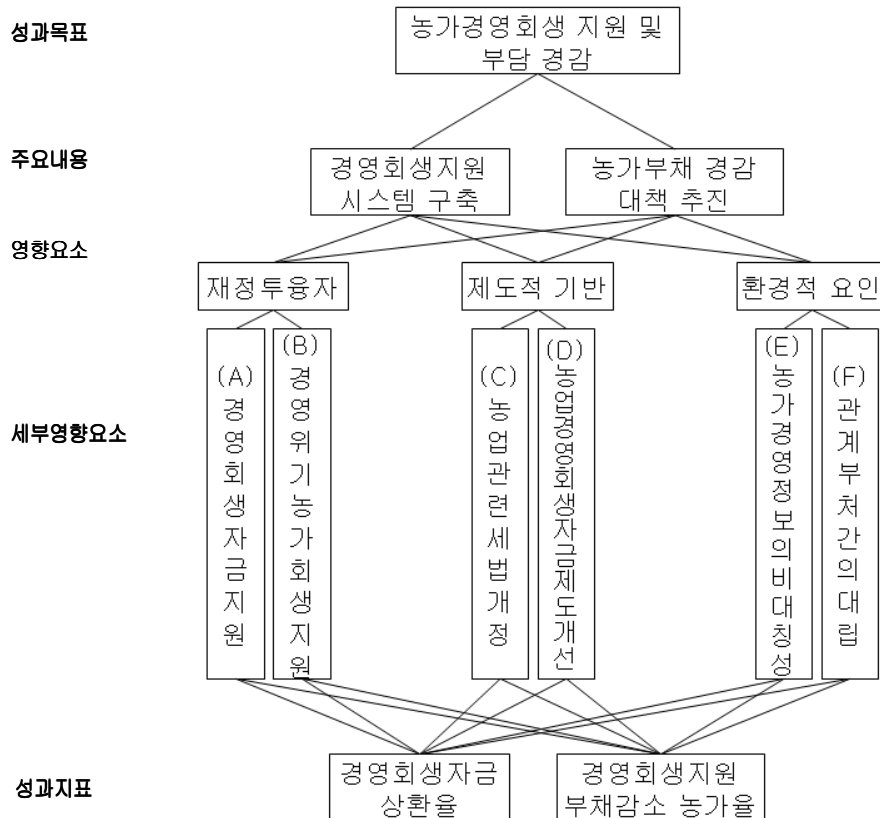 성과목표
농가경영회생 지원 및
부담 경감
주요내용
경영회생지원
시스템 구축
농가부채 경감
대책 추진
영향요소
재정투융자
제도적 기반
환경적 요인
세부영향요소
(A)경영회생자금지원
(B)경영위기농가회생지원
(C)농업관련세법개정
(D)농업경영회생자금제도개선
(E)농가경영정보의비대칭성
(F)관계부처간의대립
성과지표
경영회생자금
상환율
경영회생지원
부채감소 농가율